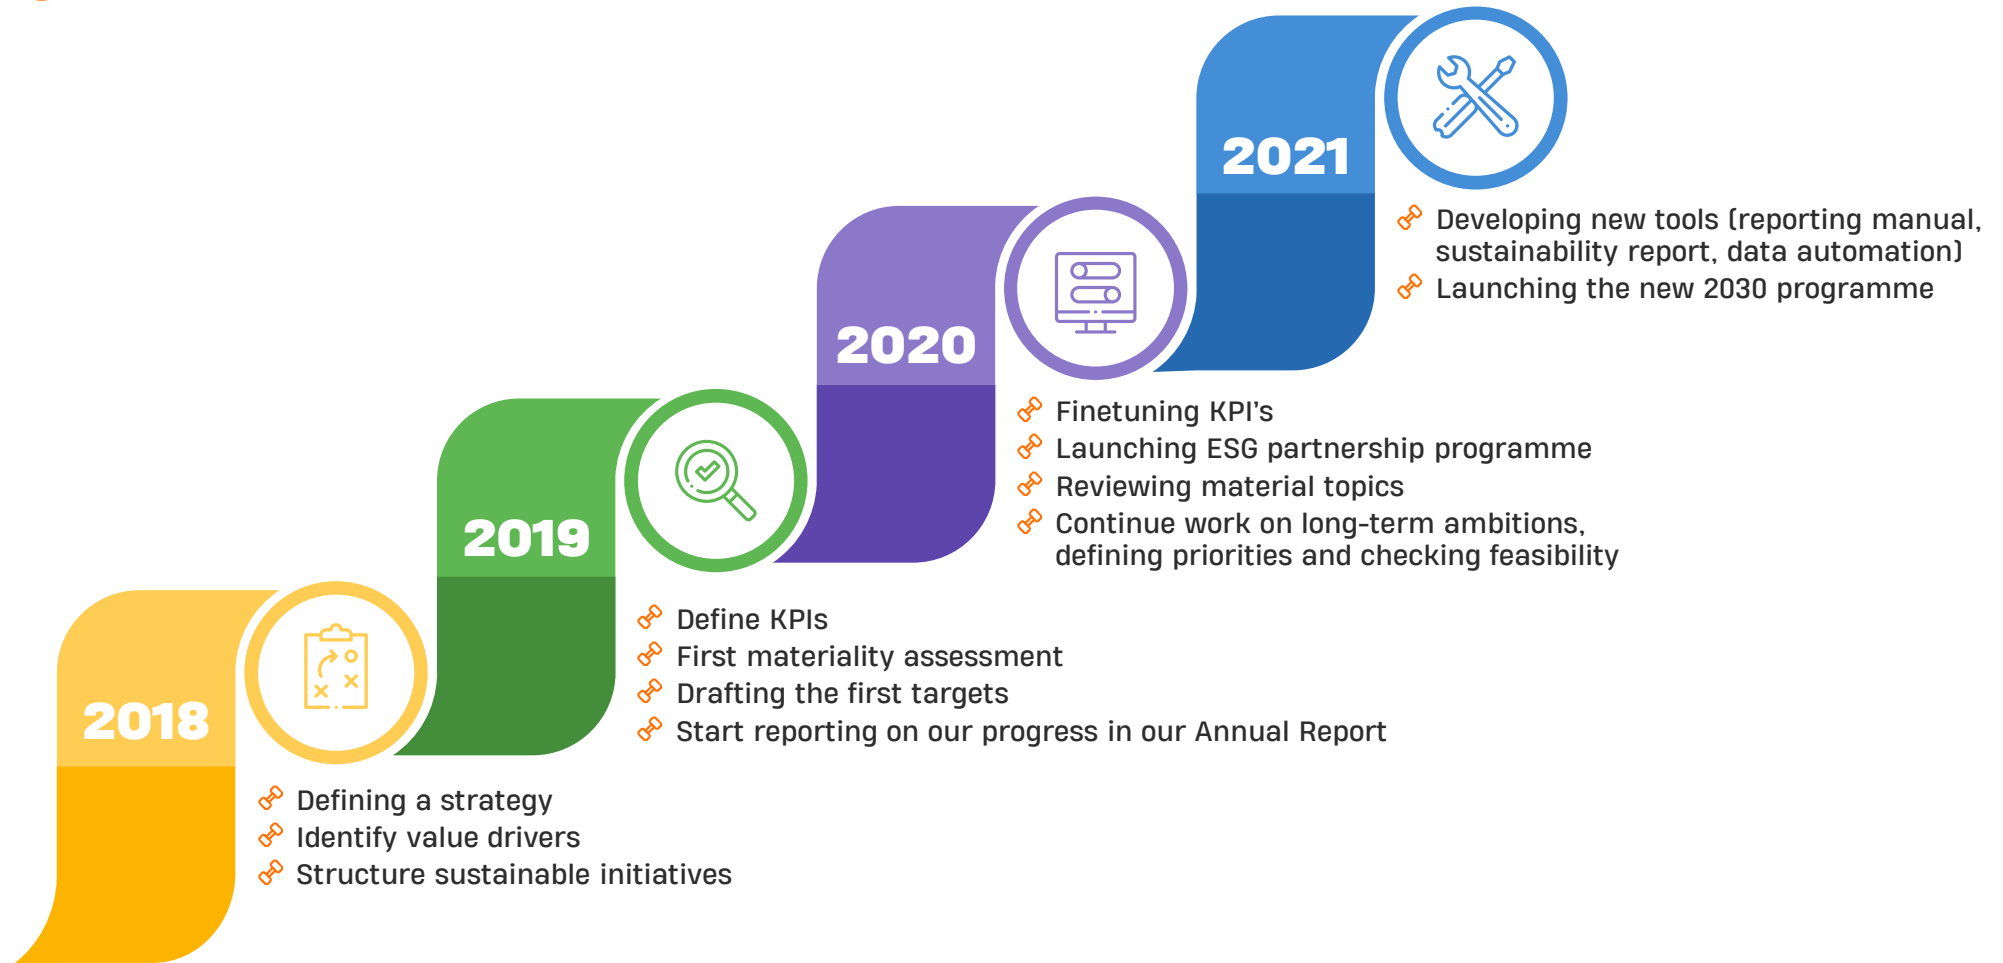 2021
Developing new tools (reporting manual,
sustainability report, data automation)
Launching the new 2030 programme
2020
Finetuning KPI's
Launching ESG partnership programme
Reviewing material topics
Continue work on long-term ambitions,
defining priorities and checking feasibility
2019
Define KPIs
First materiality assessment
Drafting the first targets
Start reporting on our progress in our Annual Report
2018
Defining a strategy
Identify value drivers
Structure sustainable initiatives